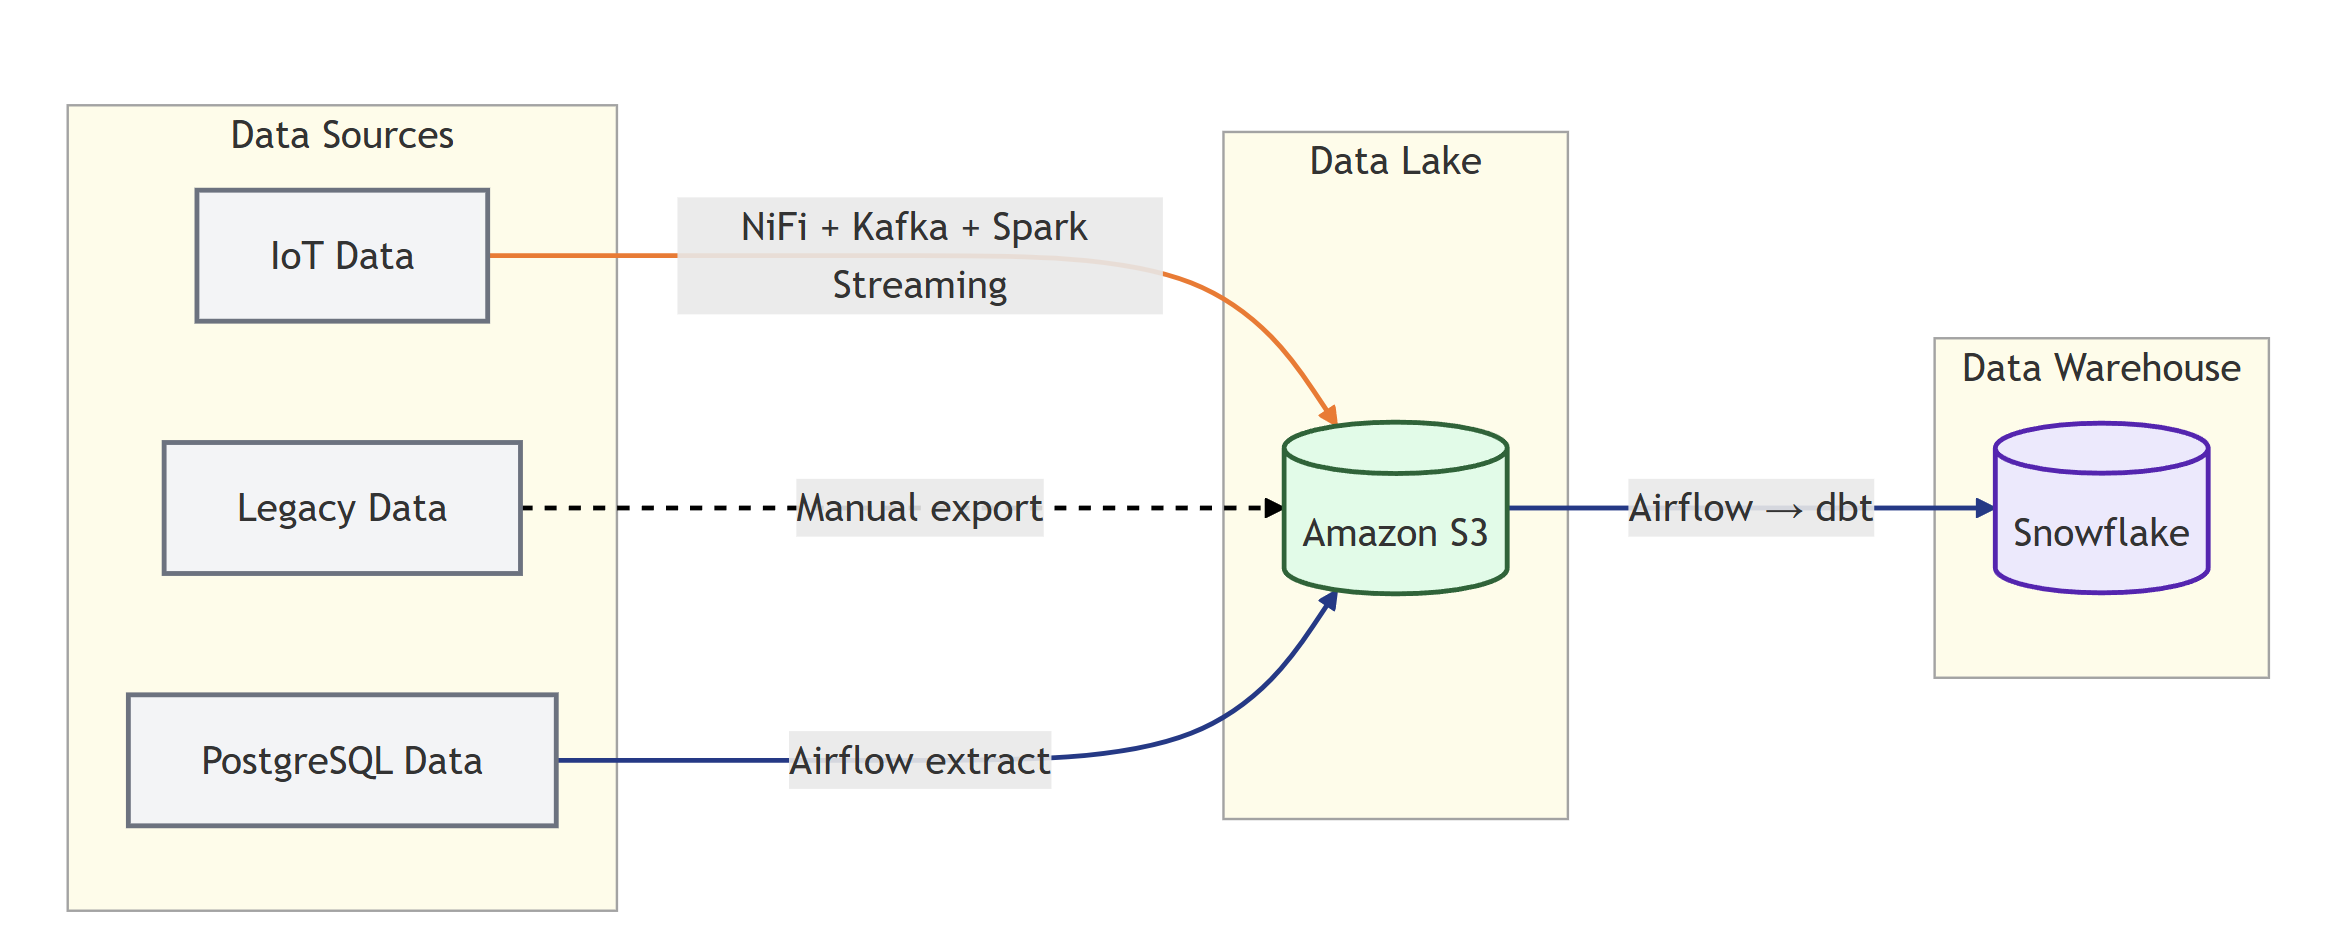 Data Sources
IoT Data
Legacy Data
PostgreSQL Data
NiFi + Kafka + Spark
Streaming
Manual export
Airflow extract
Data Lake
Amazon S3
Airflow → dbt
Data Warehouse
Snowflake